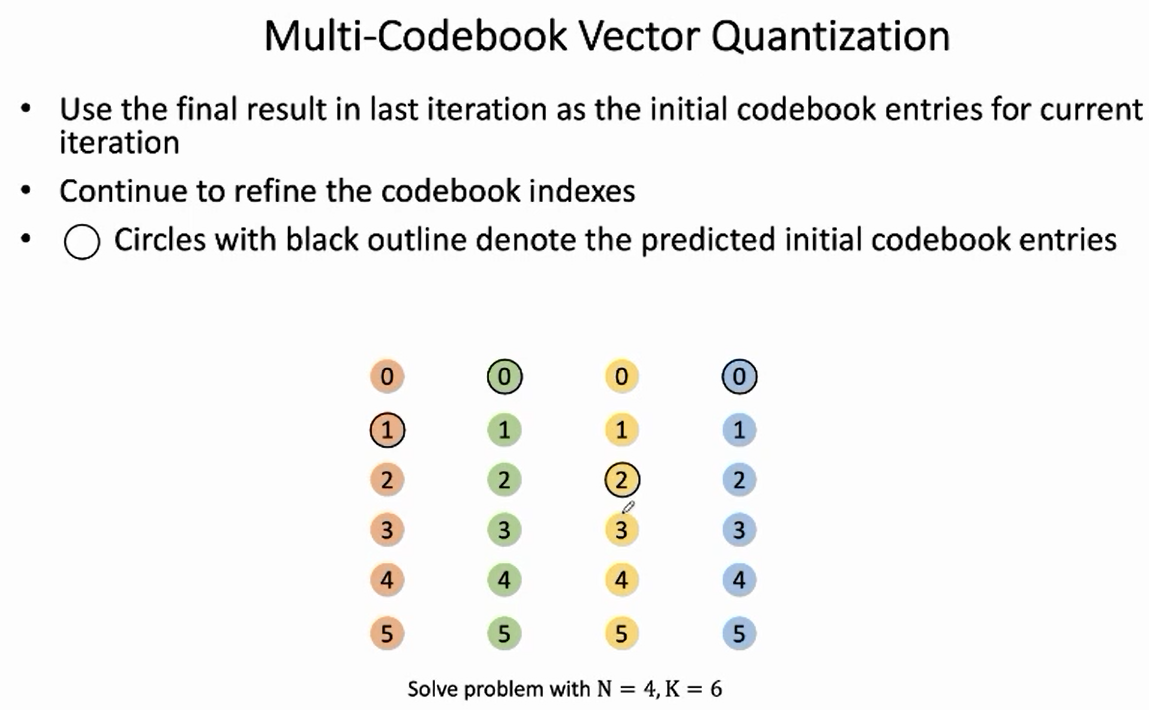 Multi-Codebook Vector Quantization
• Use the final result in last iteration as the initial codebook entries for current
iteration
• Continue to refine the codebook indexes
• Circles with black outline denote the predicted initial codebook entries
0 0 0 0
1 1 1 1
2 2 2 2
3 3 3 3
4 4 4 4
5 5 5 5
Solve problem with N = 4, K = 6